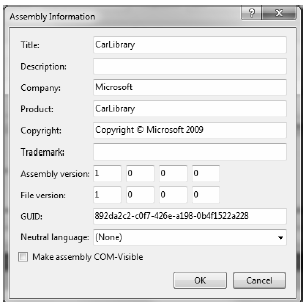 Assembly Information
? X
Title: CarLibrary
Description:
Company: Microsoft
Product: CarLibrary
Copyright: Copyright © Microsoft 2009
Trademark:
Assembly version: 1 0 0 0
File version: 1 0 0 0
GUID: 892da2c2-c0f7-426e-a198-0b4f1522a228
Neutral language: (None)
Make assembly COM-Visible
OK Cancel